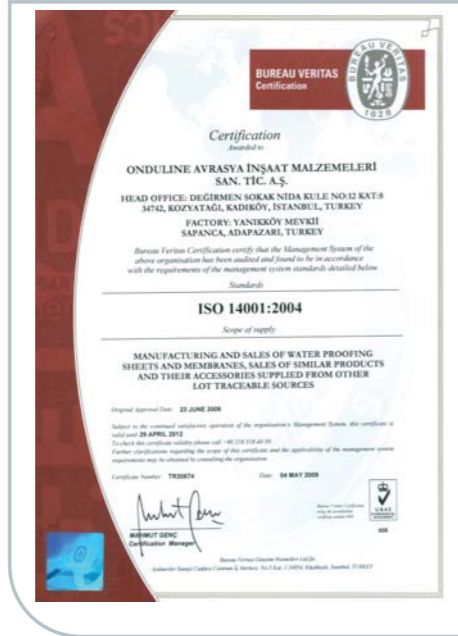 BUREAU VERITAS
Certification
BUREAU VERITAS
1828
Certification
Awarded to
ONDULINE AVRASYA İNŞAAT MALZEMELERİ
SAN. TİC. A.Ş.
HEAD OFFICE: DEĞİRMEN SOKAK NİDA KULE NO:12 KAT:8
34742, KOZYATAĞI, KADIKÖY, İSTANBUL, TURKEY
FACTORY: YANIKKÖY MEVKİİ
SAPANCA, ADAPAZARI, TURKEY
Bureau Veritas Certification certify that the Management System of the
above organisation has been audited and found to be in accordance
with the requirements of the management system standards detailed below
Standards
ISO 14001:2004
Scope of supply
MANUFACTURING AND SALES OF WATER PROOFING
SHEETS AND MEMBRANES, SALES OF SIMILAR PRODUCTS
AND THEIR ACCESSORIES SUPPLIED FROM OTHER
LOT TRACEABLE SOURCES
Original Approval Date: 23 JUNE 2006
Subject to the continued satisfactory operation of the organisation's Management System, this certificate is
valid until 29 APRIL 2012
To check this certificate validity please call
Further clarifications regarding the scope of this certificate and the applicability of the management system
requirements may be obtained by consulting the organisation
Certificate Number: TR30674 Date: 04 MAY 2009
MAHMUT GENÇ
Certification Manager
UKAS
008